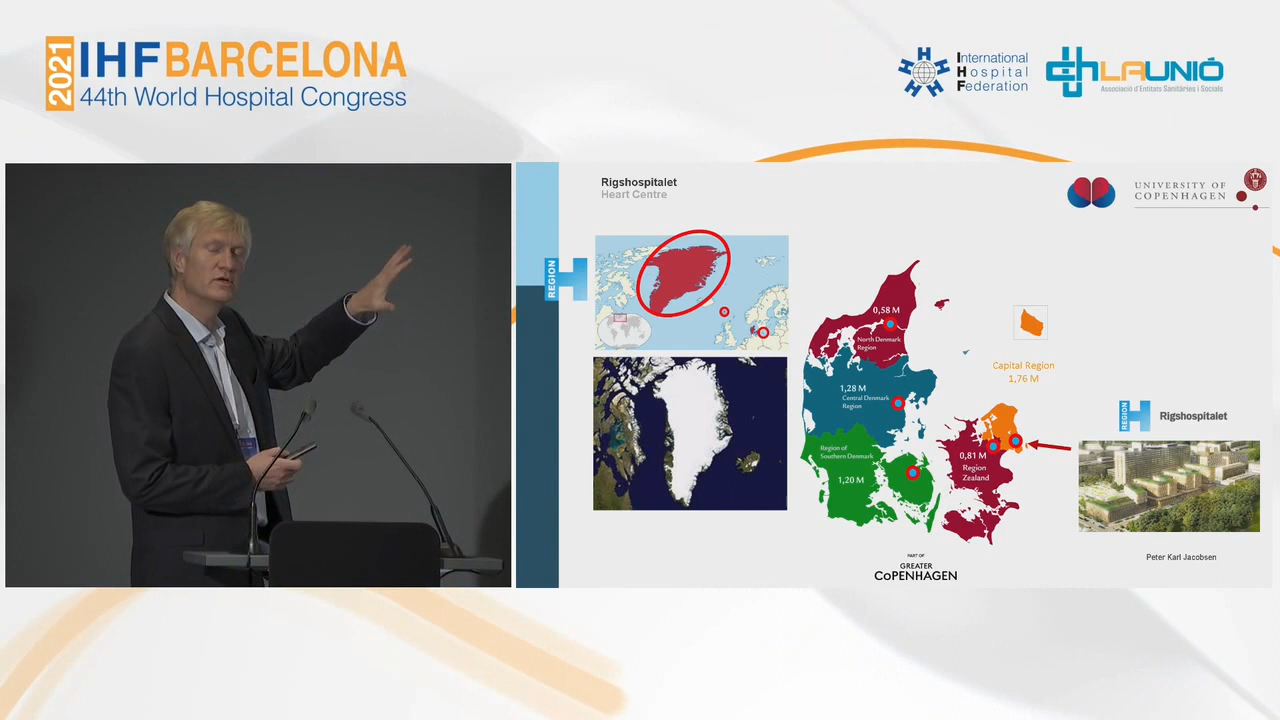 2021
IHF BARCELONA
44th World Hospital Congress
International
Hospital
Federation
LAUNIÓ
Associació d'Entitats Sanitàries i Socials
Rigshospitalet
Heart Centre
UNIVERSITY OF
COPENHAGEN
REGION
H
0,58 M
North Denmark
Region
1,28 M
Central Denmark
Region
Region of
Southern Denmark
1,20 M
0,81 M
Region
Zealand
Capital Region
1,76 M
REGION
H
Rigshospitalet
Peter Karl Jacobsen
PART OF
GREATER
COPENHAGEN